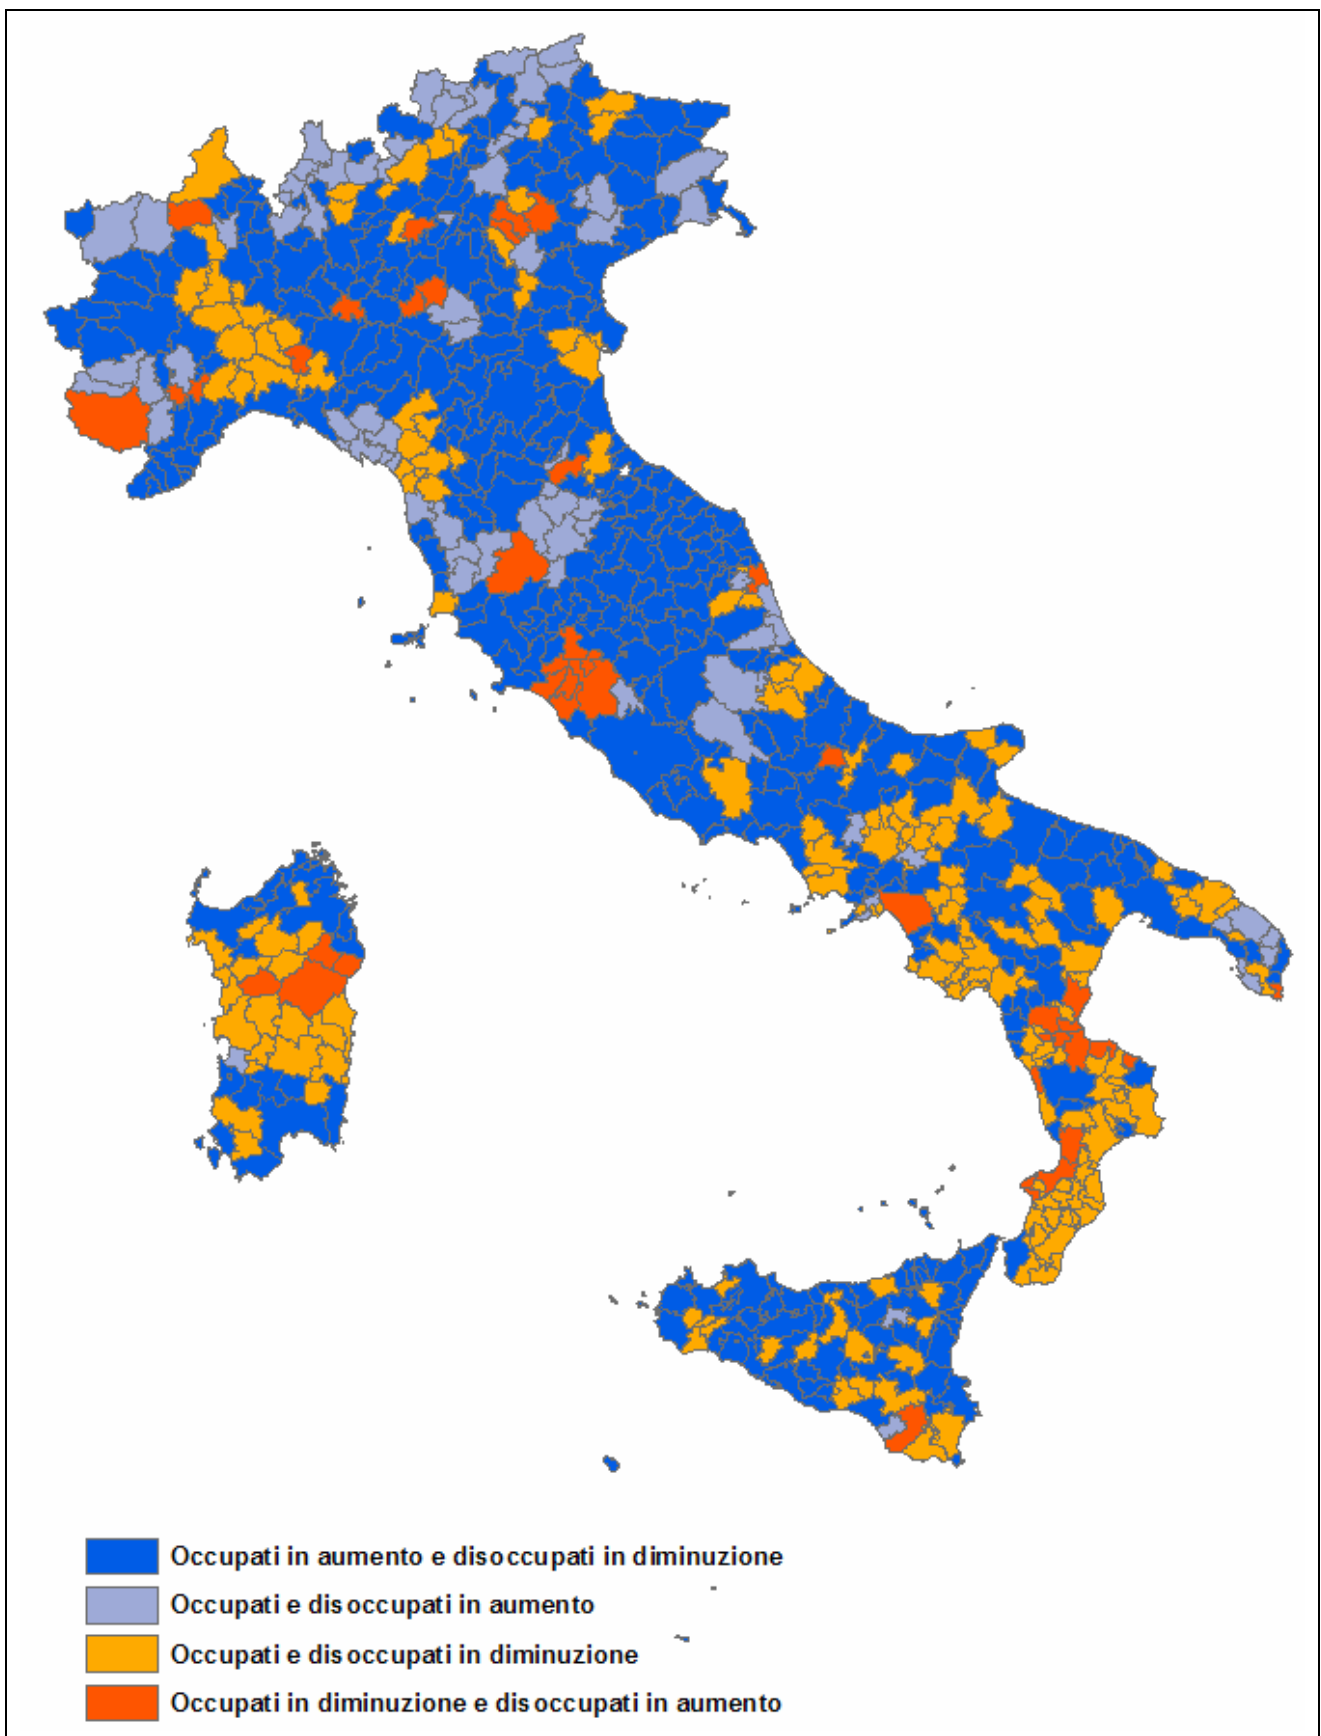 Occupati in aumento e disoccupati in diminuzione
Occupati e disoccupati in aumento
Occupati e disoccupati in diminuzione
Occupati in diminuzione e disoccupati in aumento